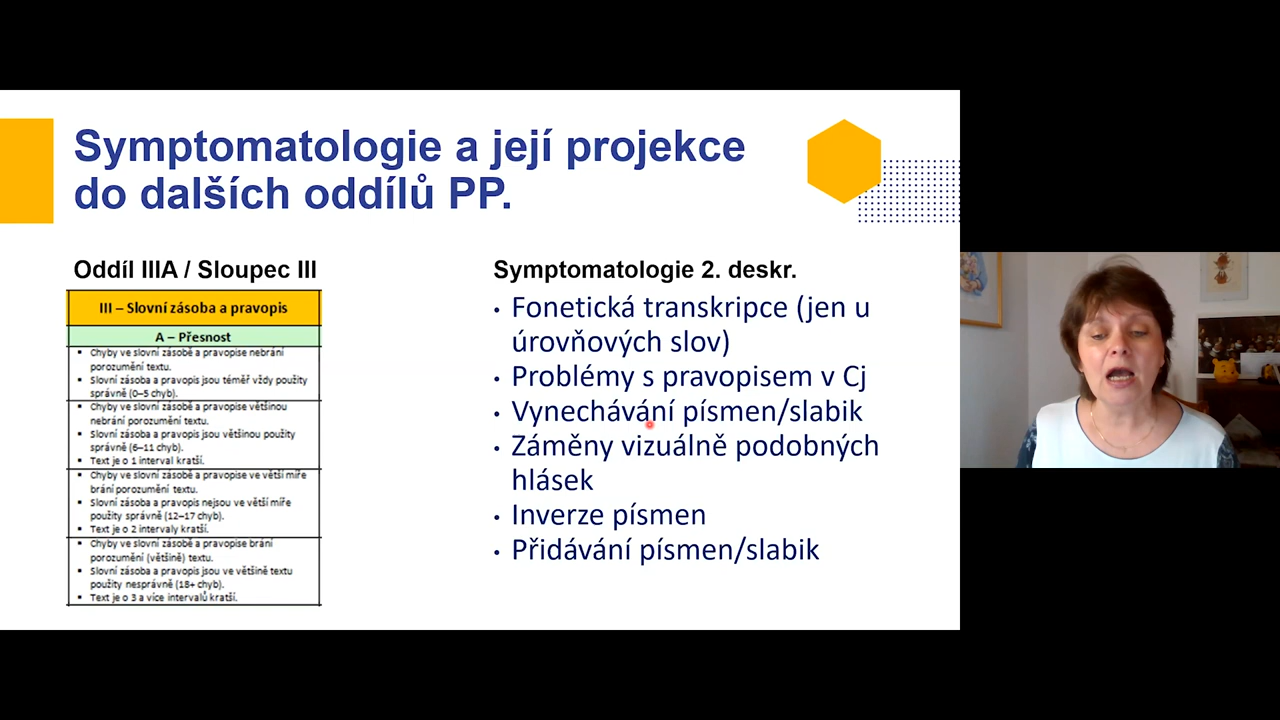 Symptomatologie a její projekce
do dalších oddílů PP.
Oddíl IIIA / Sloupec III
III – Slovní zásoba a pravopis
A – Přesnost
▪ Chyby ve slovní zásobě a pravopise nebrání
porozumění textu.
▪ Slovní zásoba a pravopis jsou téměř vždy použity
správně (0–5 chyb).
▪ Chyby ve slovní zásobě a pravopise většinou
nebrání porozumění textu.
▪ Slovní zásoba a pravopis jsou většinou použity
správně (6–11 chyb).
▪ Text je o 1 interval kratší.
▪ Chyby ve slovní zásobě a pravopise ve větší míře
brání porozumění textu.
▪ Slovní zásoba a pravopis nejsou ve větší míře
použity správně (12–17 chyb).
▪ Text je o 2 intervaly kratší.
▪ Chyby ve slovní zásobě a pravopise brání
porozumění (většině) textu.
▪ Slovní zásoba a pravopis jsou ve většině textu
použity nesprávně (18+ chyb).
▪ Text je o 3 a více intervalů kratší.
Symptomatologie 2. deskr.
• Fonetická transkripce (jen u
úrovňových slov)
• Problémy s pravopisem v Cj
• Vynechávání písmen/slabik
• Záměny vizuálně podobných
hlásek
• Inverze písmen
• Přidávání písmen/slabik